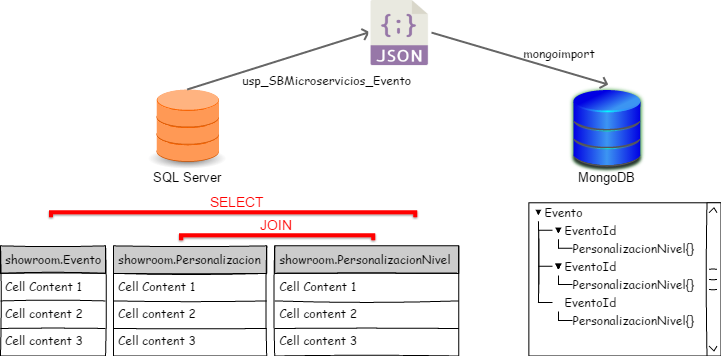 {;}
JSON
mongoimport
usp_SBMicroservicios_Evento
SQL Server
MongoDB
SELECT
JOIN
showroom.Evento
Cell Content 1
Cell content 2
Cell content 3
showroom.Personalizacion
Cell Content 1
Cell content 2
Cell content 3
showroom.PersonalizacionNivel
Cell Content 1
Cell content 2
Cell content 3
Evento
EventoId
PersonalizacionNivel{}
EventoId
PersonalizacionNivel{}
EventoId
PersonalizacionNivel{}